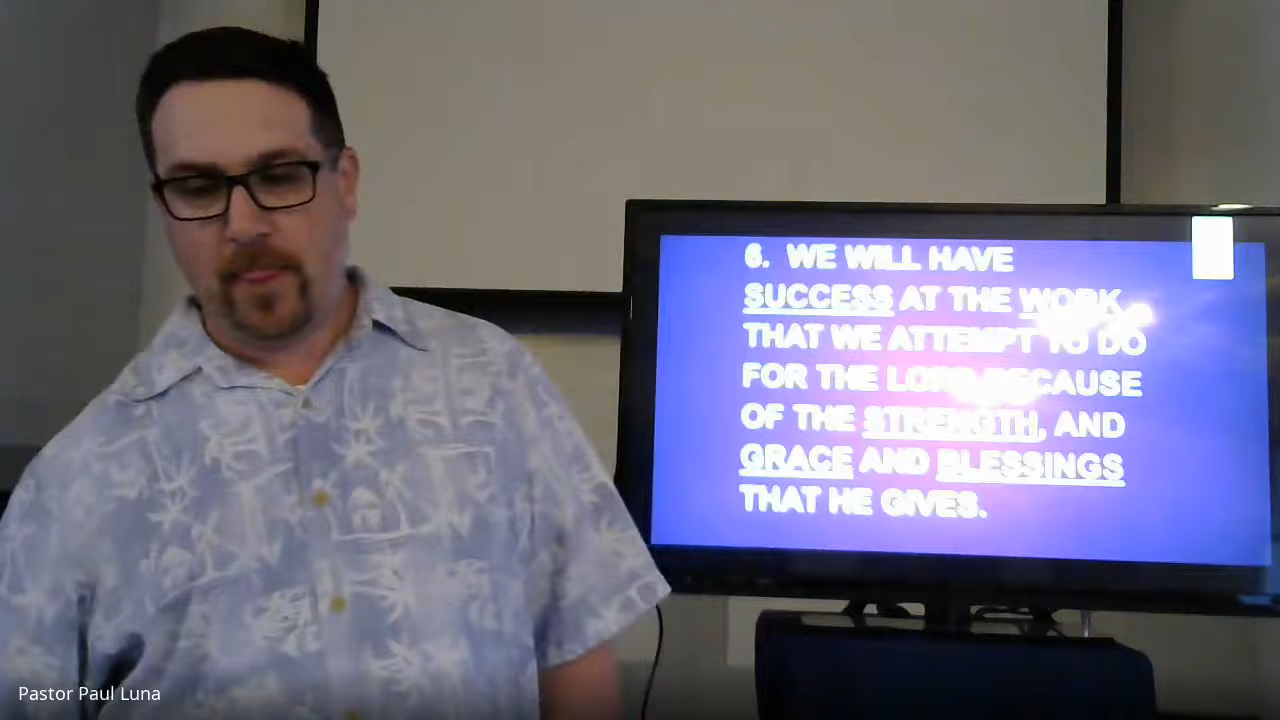 6. WE WILL HAVE
SUCCESS AT THE WORK
THAT WE ATTEMPT TO DO
FOR THE LORD BECAUSE
OF THE STRENGTH, AND
GRACE AND BLESSINGS
THAT HE GIVES.
Pastor Paul Luna